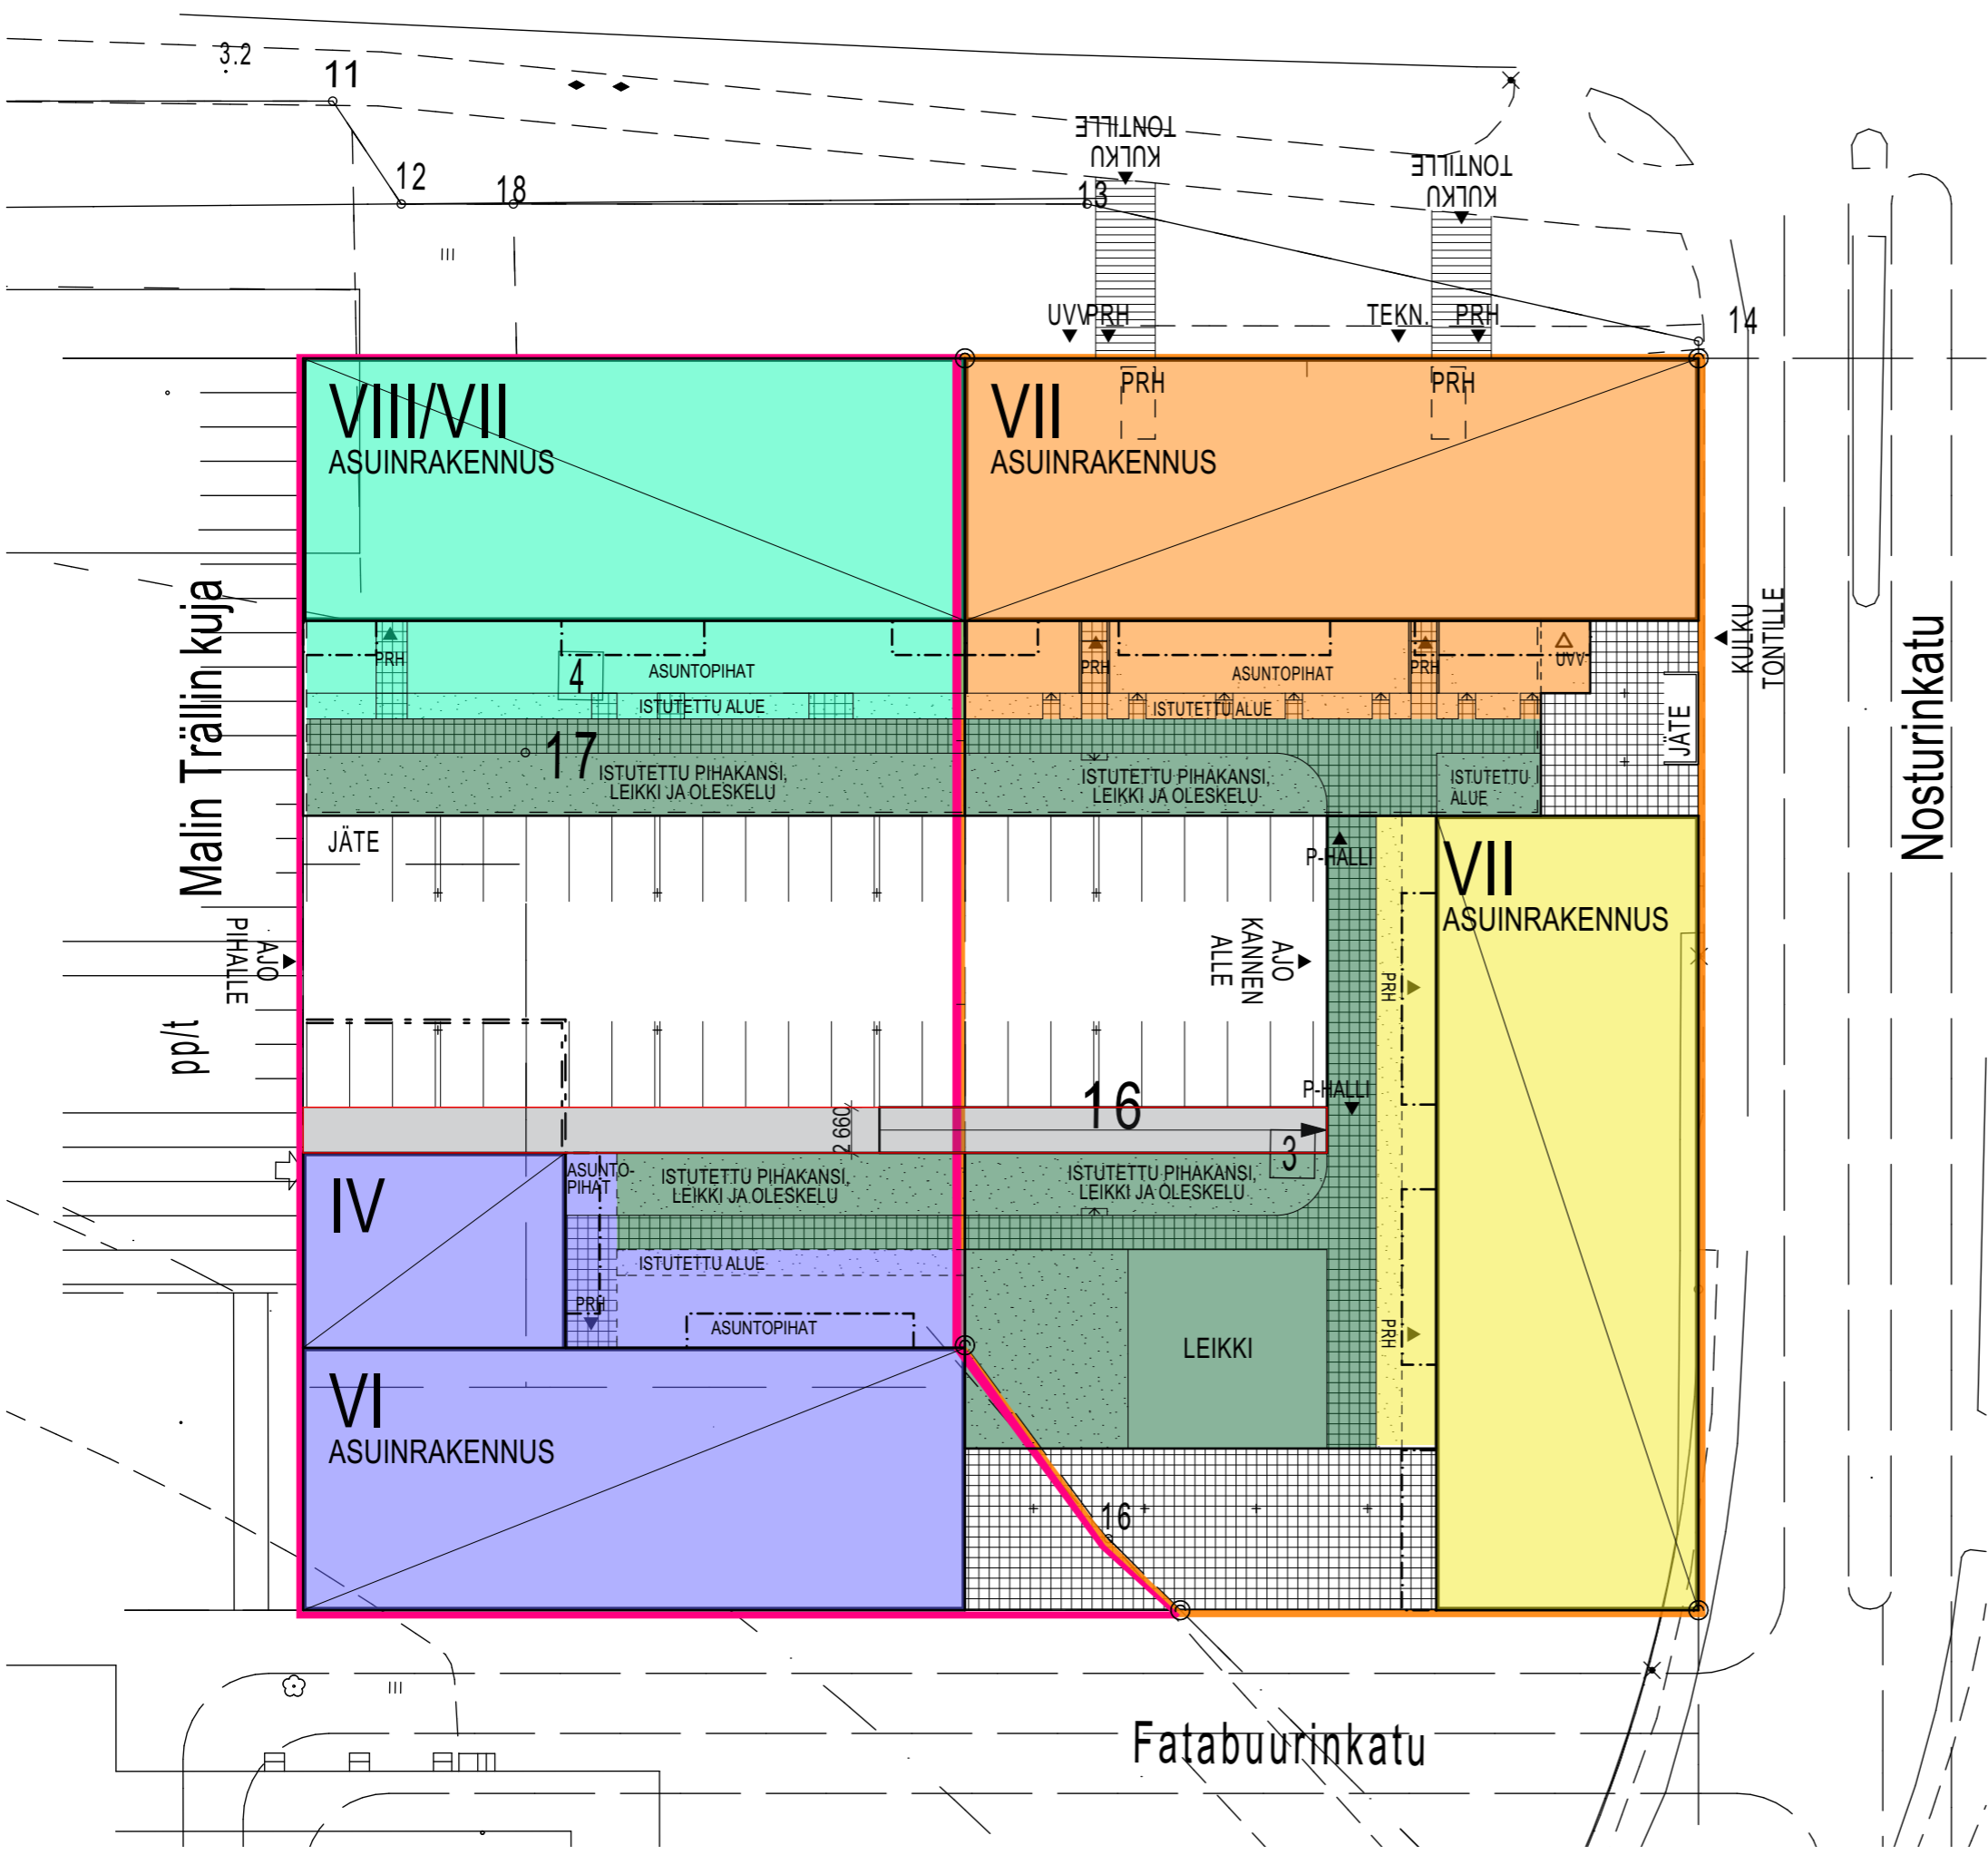 3.2
11
12
18
13
KULKU
TONTILLE
KULKU
TONTILLE
14
UVV
PRH
TEKN.
PRH
VIII/VII
ASUINRAKENNUS
VII
ASUINRAKENNUS
PRH
PRH
Malin Trällin kuja
KULKU
TONTILLE
Nosturinkatu
PRH
4
ASUNTOPIHAT
PRH
ASUNTOPIHAT
PRH
UVV
ISTUTETTU ALUE
ISTUTETTU ALUE
JÄTE
17
ISTUTETTU PIHAKANSI,
LEIKKI JA OLESKELU
ISTUTETTU PIHAKANSI,
LEIKKI JA OLESKELU
ISTUTETTU
ALUE
JÄTE
P-HALLI
VII
ASUINRAKENNUS
AJO
PIHALLE
AJO
KANNEN
ALLE
PRH
pp/t
P-HALLI
16
2 660
3
IV
ASUNTO-
PIHAT
ISTUTETTU PIHAKANSI,
LEIKKI JA OLESKELU
ISTUTETTU PIHAKANSI,
LEIKKI JA OLESKELU
ISTUTETTU ALUE
PRH
ASUNTOPIHAT
LEIKKI
PRH
VI
ASUINRAKENNUS
16
Fatabuurinkatu